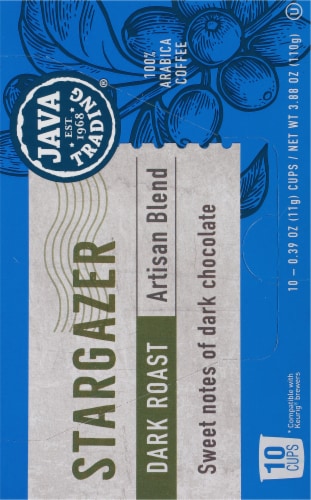 JAVA
EST.
1968
TRADING®
100%
ARABICA
COFFEE
U
STARGAZER
DARK ROAST
Artisan Blend
Sweet notes of dark chocolate
10 – 0.39 OZ (11g) CUPS / NET WT 3.88 OZ (110g)
10
CUPS
* Compatible with
Keurig® brewers